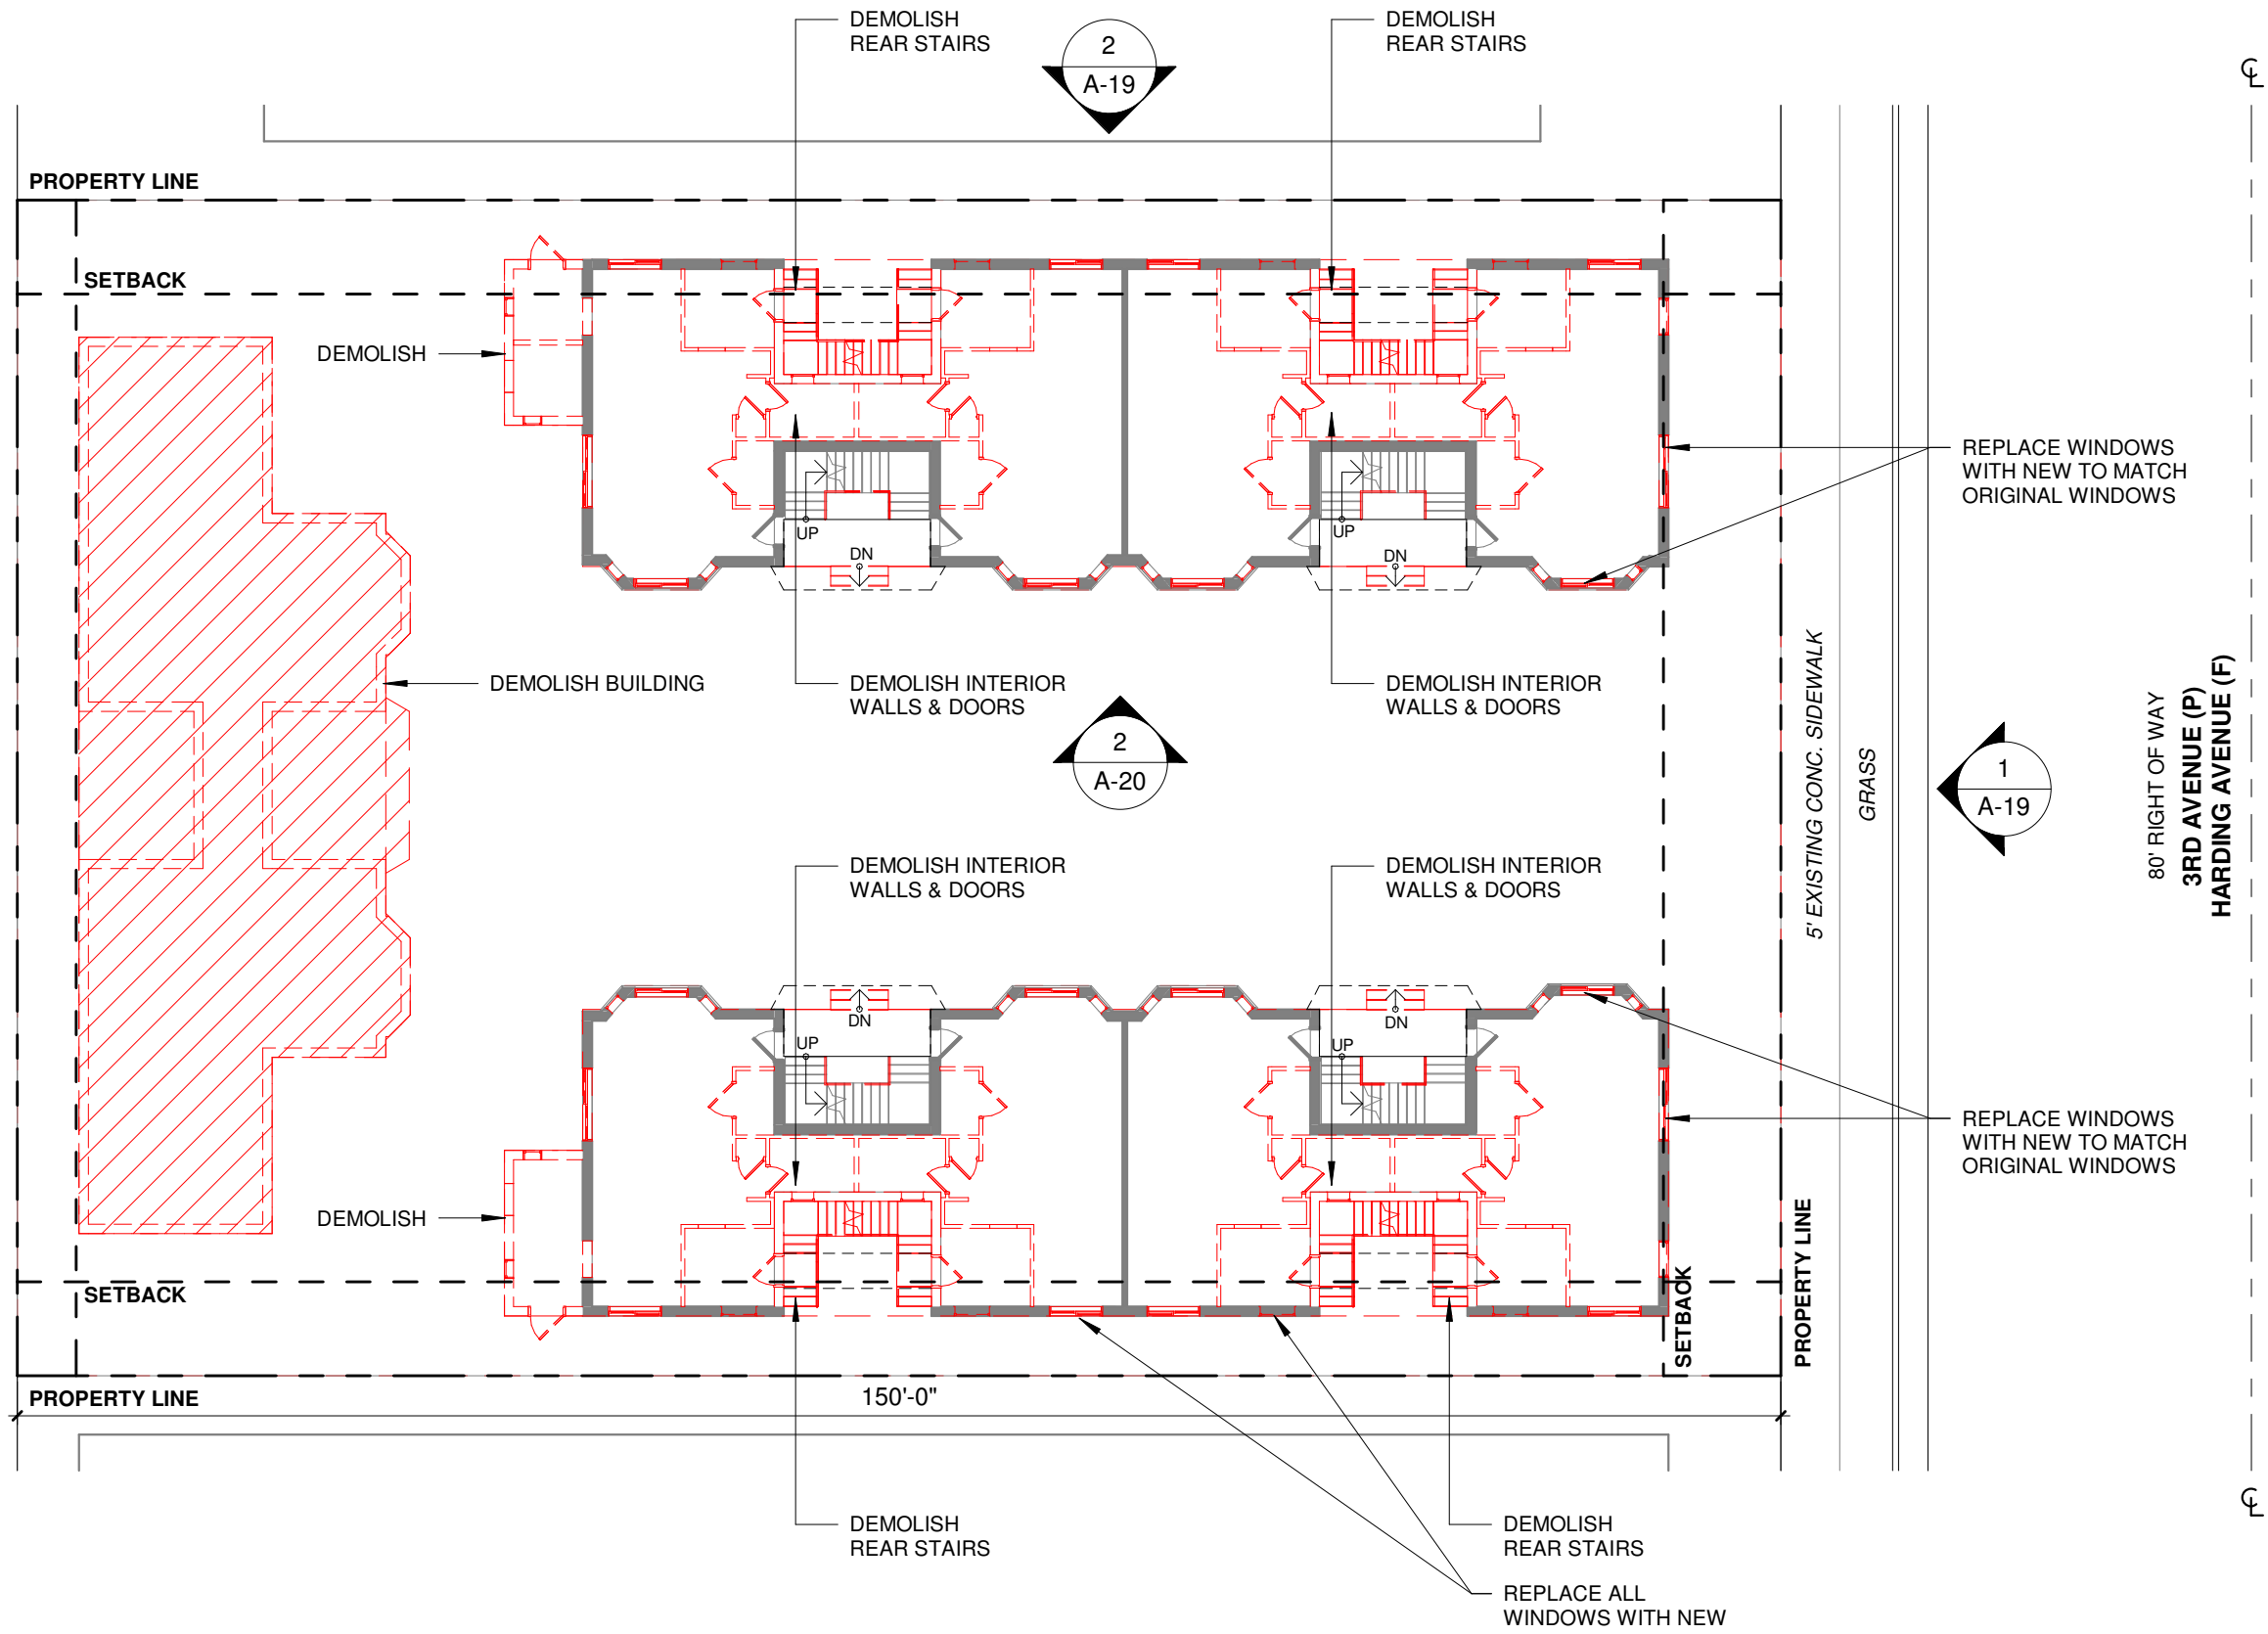 DEMOLISH
REAR STAIRS
2
A-19
DEMOLISH
REAR STAIRS
℄
PROPERTY LINE
SETBACK
DEMOLISH
REPLACE WINDOWS
WITH NEW TO MATCH
ORIGINAL WINDOWS
UP
DN
UP
DN
DEMOLISH BUILDING
DEMOLISH INTERIOR
WALLS & DOORS
DEMOLISH INTERIOR
WALLS & DOORS
2
A-20
5' EXISTING CONC. SIDEWALK
GRASS
1
A-19
80' RIGHT OF WAY
3RD AVENUE (P)
HARDING AVENUE (F)
DEMOLISH INTERIOR
WALLS & DOORS
DEMOLISH INTERIOR
WALLS & DOORS
DN
UP
DN
UP
REPLACE WINDOWS
WITH NEW TO MATCH
ORIGINAL WINDOWS
DEMOLISH
SETBACK
SETBACK
PROPERTY LINE
PROPERTY LINE
150'-0"
DEMOLISH
REAR STAIRS
DEMOLISH
REAR STAIRS
REPLACE ALL
WINDOWS WITH NEW
℄